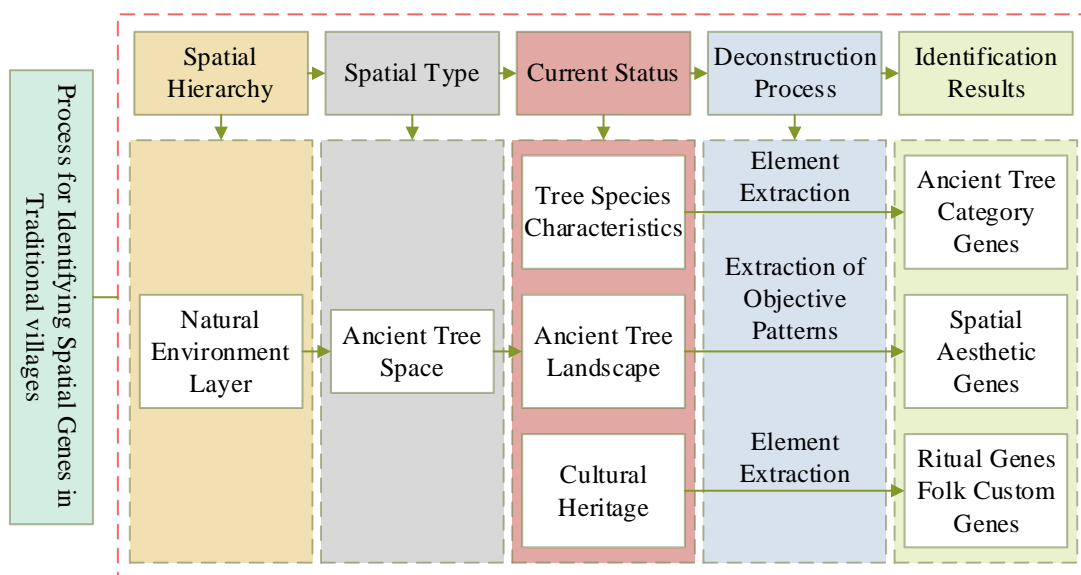 Process for Identifying Spatial Genes in
Traditional villages
Spatial
Hierarchy
Spatial Type
Current Status
Deconstruction
Process
Identification
Results
Natural
Environment
Layer
Ancient Tree
Space
Tree Species
Characteristics
Ancient Tree
Landscape
Cultural
Heritage
Element
Extraction
Extraction of
Objective
Patterns
Element
Extraction
Ancient Tree
Category
Genes
Spatial
Aesthetic
Genes
Ritual Genes
Folk Custom
Genes